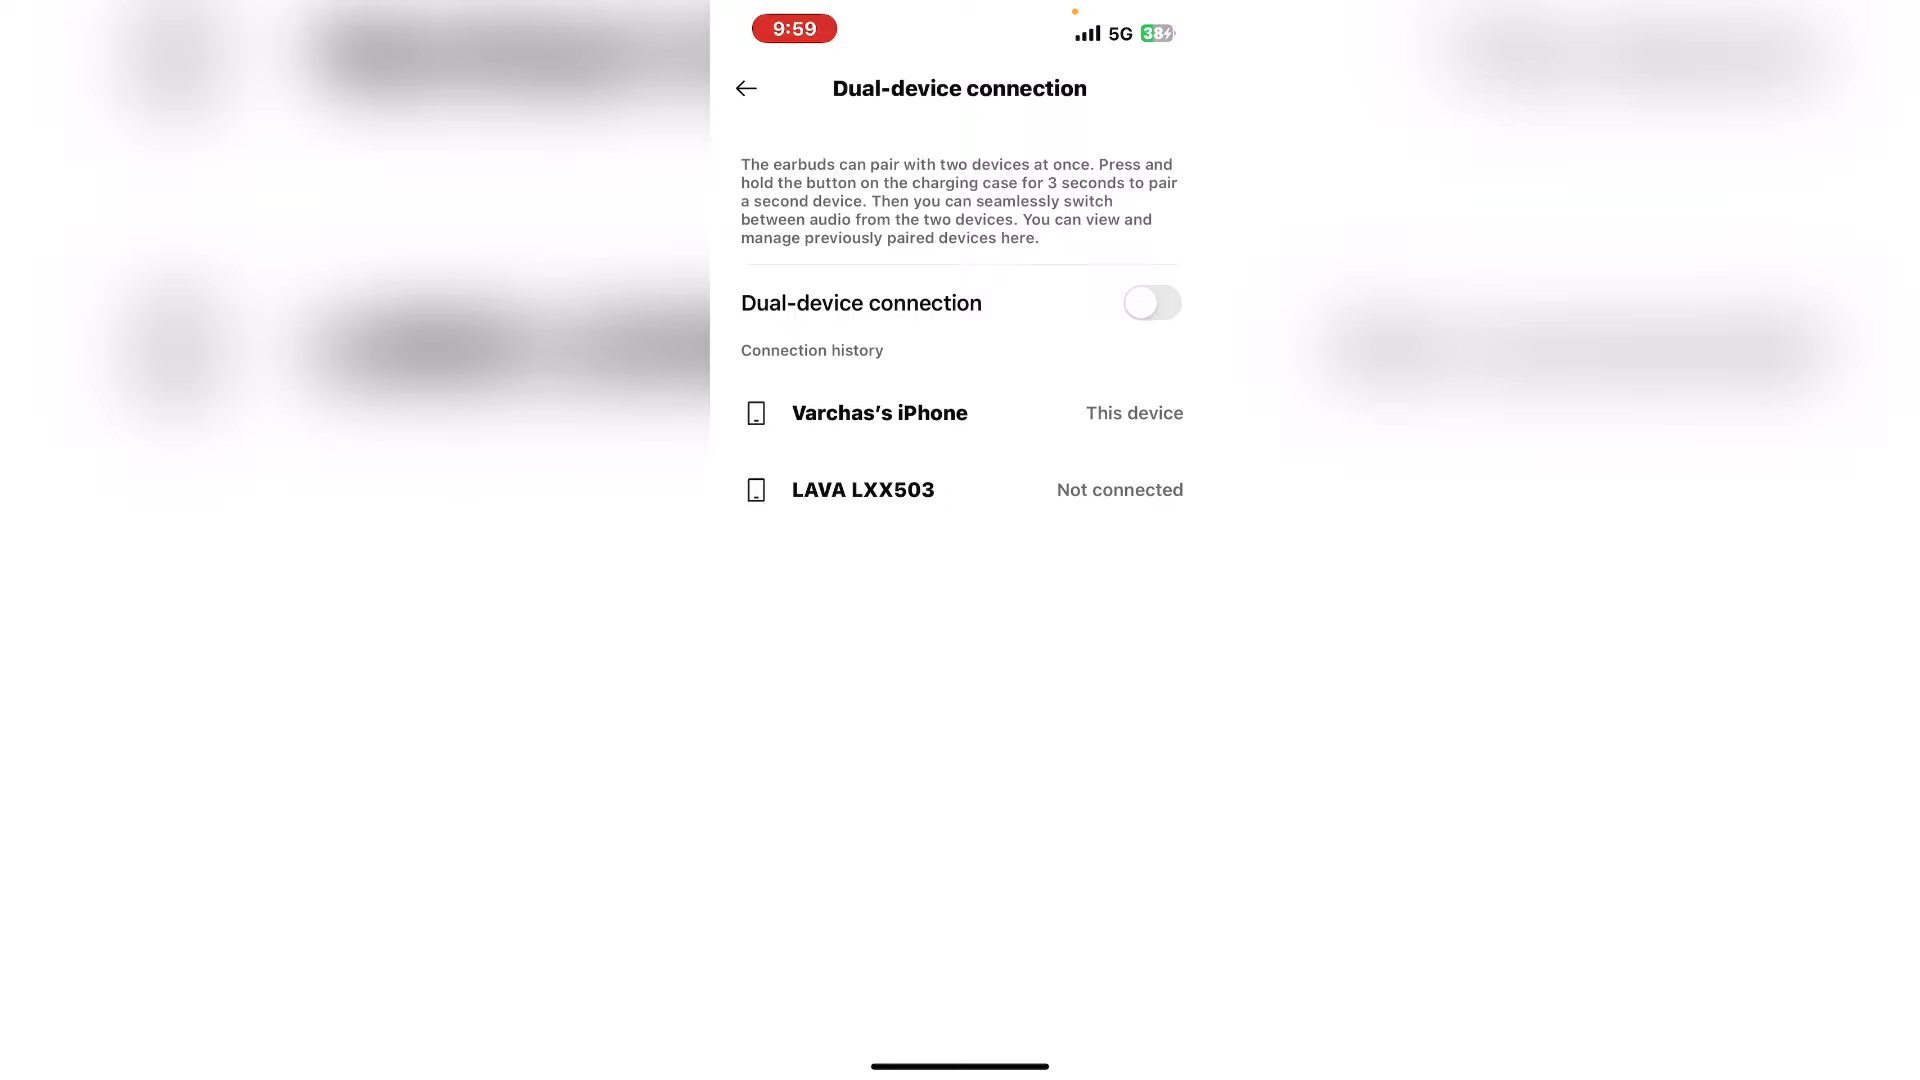 9:59
5G 38
Dual-device connection
The earbuds can pair with two devices at once. Press and
hold the button on the charging case for 3 seconds to pair
a second device. Then you can seamlessly switch
between audio from the two devices. You can view and
manage previously paired devices here.
Dual-device connection
Connection history
Varchas’s iPhone This device
LAVA LXX503 Not connected